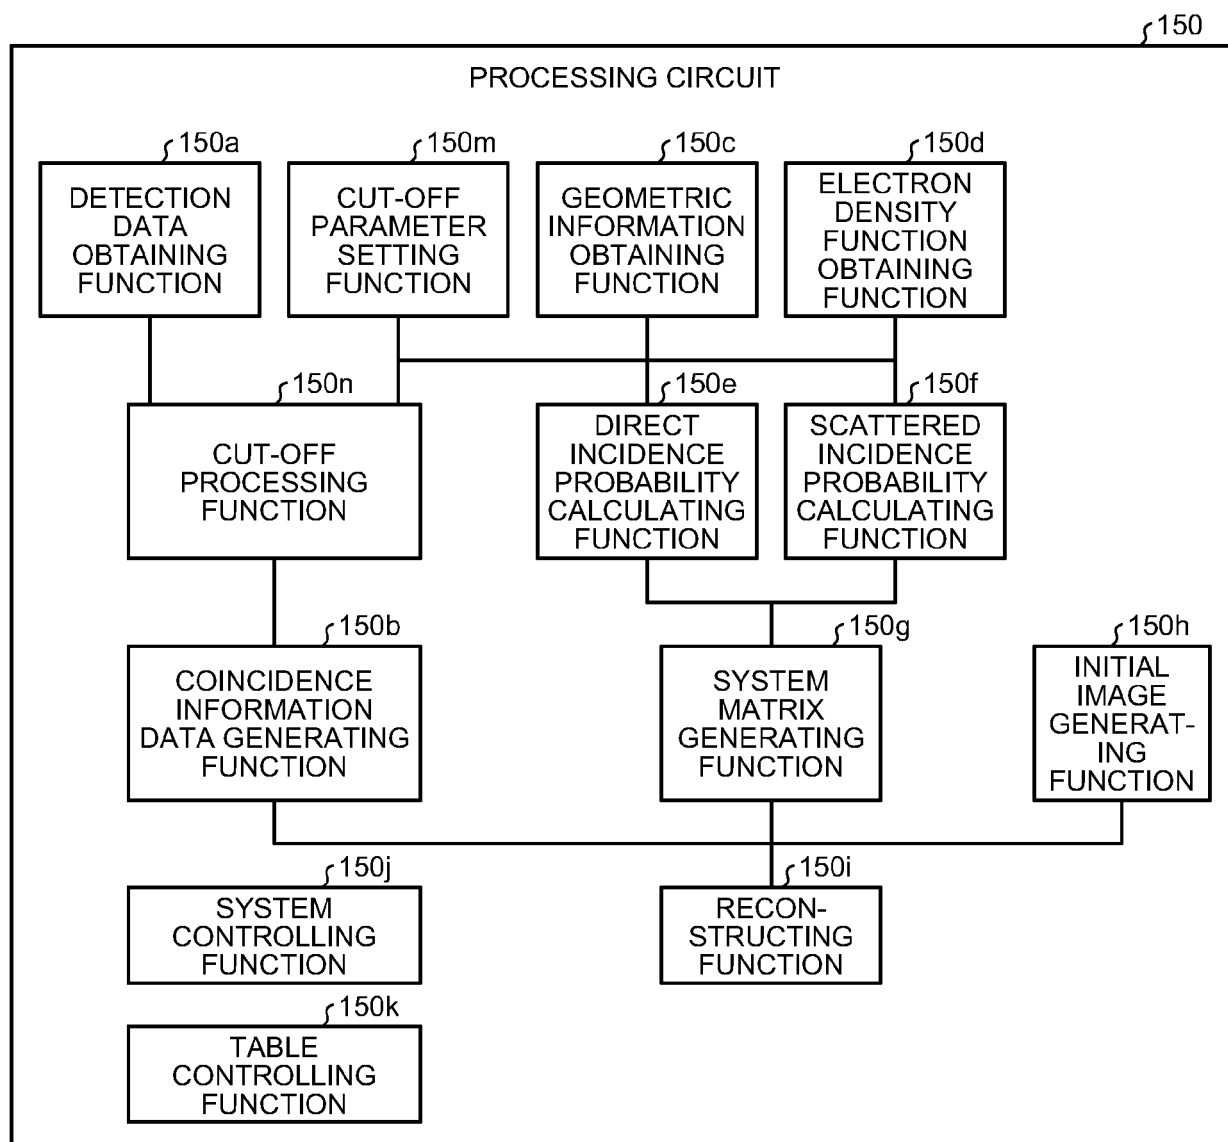 150
PROCESSING CIRCUIT
150a
DETECTION
DATA
OBTAINING
FUNCTION
150m
CUT-OFF
PARAMETER
SETTING
FUNCTION
150c
GEOMETRIC
INFORMATION
OBTAINING
FUNCTION
150d
ELECTRON
DENSITY
FUNCTION
OBTAINING
FUNCTION
150n
CUT-OFF
PROCESSING
FUNCTION
150e
DIRECT
INCIDENCE
PROBABILITY
CALCULATING
FUNCTION
150f
SCATTERED
INCIDENCE
PROBABILITY
CALCULATING
FUNCTION
150b
COINCIDENCE
INFORMATION
DATA GENERATING
FUNCTION
150g
SYSTEM
MATRIX
GENERATING
FUNCTION
150h
INITIAL
IMAGE
GENERAT-
ING
FUNCTION
150j
SYSTEM
CONTROLLING
FUNCTION
150i
RECON-
STRUCTING
FUNCTION
150k
TABLE
CONTROLLING
FUNCTION